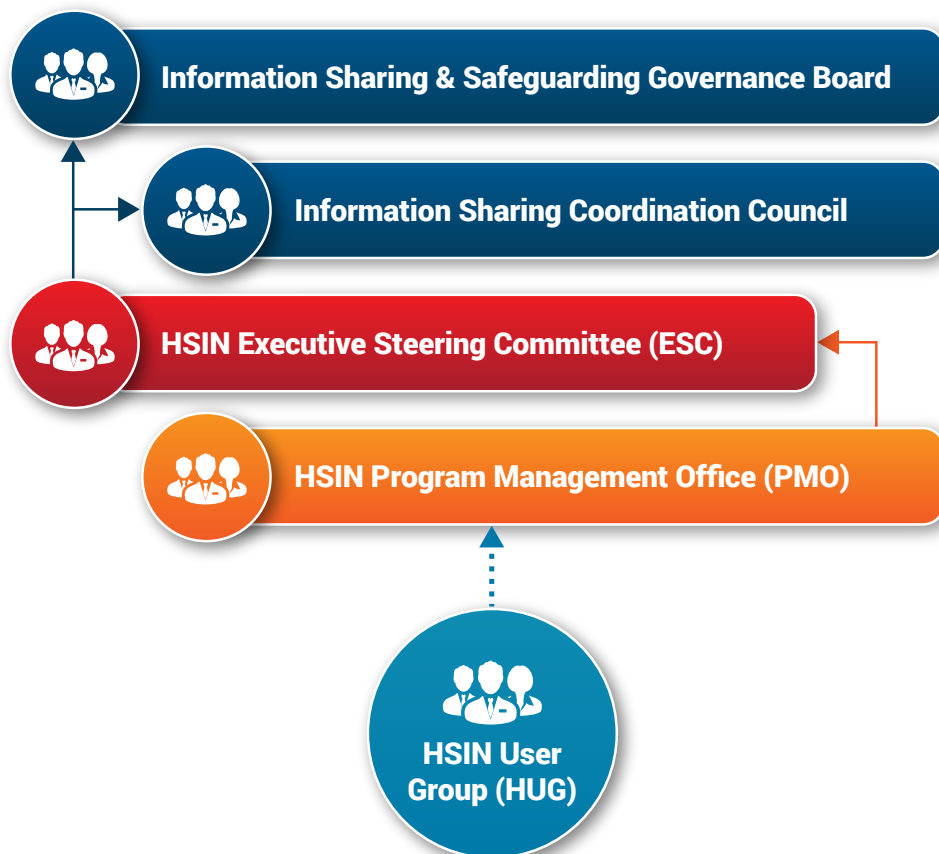 Information Sharing & Safeguarding Governance Board
Information Sharing Coordination Council
HSIN Executive Steering Committee (ESC)
HSIN Program Management Office (PMO)
HSIN User
Group (HUG)